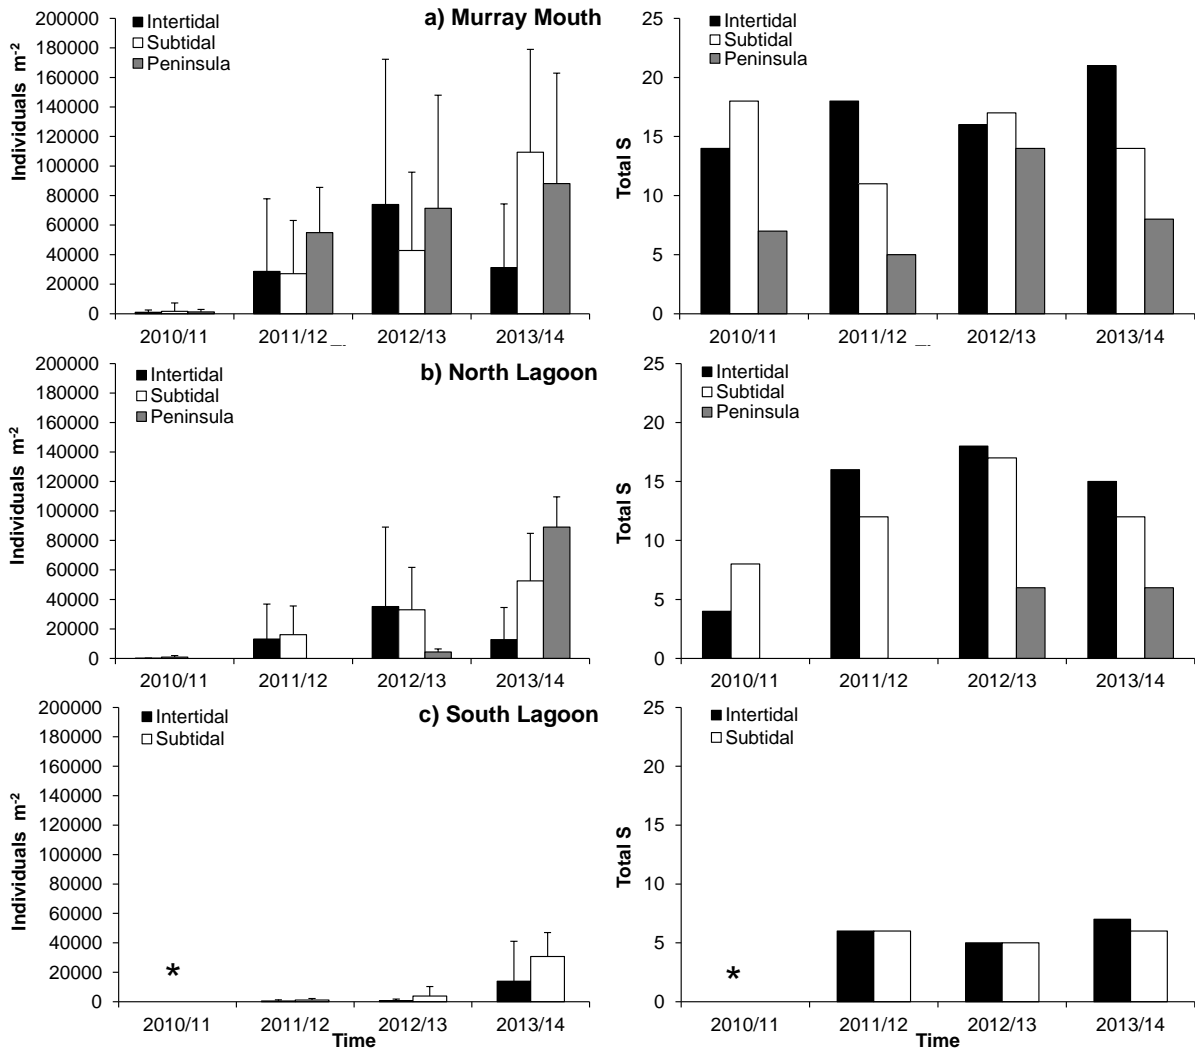 a) Murray Mouth
Individuals m-2
200000
180000
160000
140000
120000
100000
80000
60000
40000
20000
0
Intertidal
Subtidal
Peninsula
2010/11
2011/12
2012/13
2013/14
Total S
25
20
15
10
5
0
Intertidal
Subtidal
Peninsula
2010/11
2011/12
2012/13
2013/14
b) North Lagoon
Individuals m-2
200000
180000
160000
140000
120000
100000
80000
60000
40000
20000
0
Intertidal
Subtidal
Peninsula
2010/11
2011/12
2012/13
2013/14
Total S
25
20
15
10
5
0
Intertidal
Subtidal
Peninsula
2010/11
2011/12
2012/13
2013/14
c) South Lagoon
Individuals m-2
200000
180000
160000
140000
120000
100000
80000
60000
40000
20000
0
Intertidal
Subtidal
*
2010/11
2011/12
2012/13
2013/14
Time
Total S
25
20
15
10
5
0
Intertidal
Subtidal
*
2010/11
2011/12
2012/13
2013/14
Time